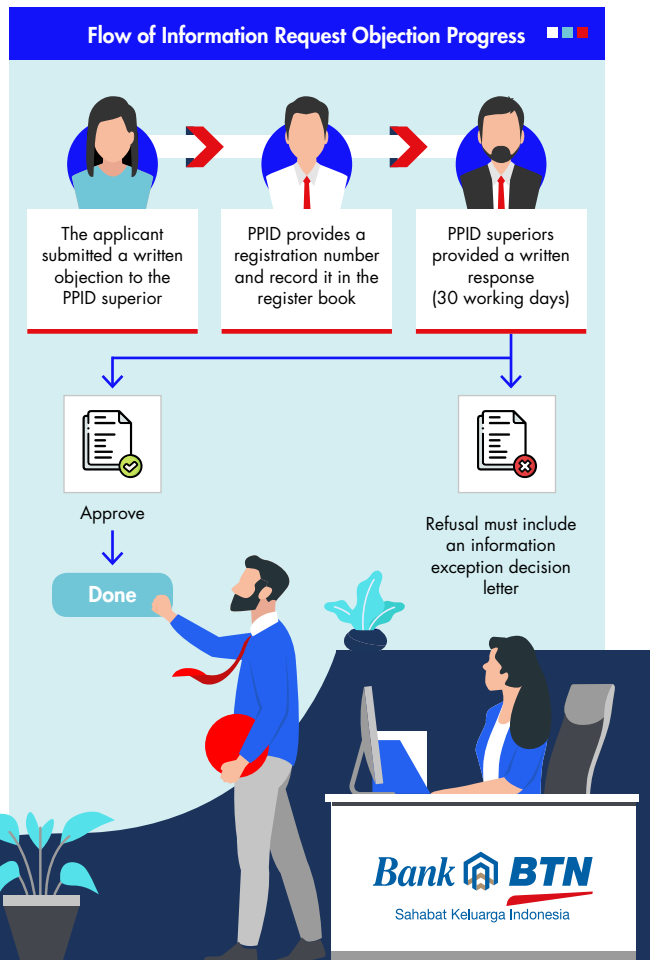 Flow of Information Request Objection Progress
The applicant
submitted a written
objection to the
PPID superior
PPID provides a
registration number
and record it in the
register book
PPID superiors
provided a written
response
(30 working days)
Approve
Done
Refusal must include
an information
exception decision
letter
Bank BTN
Sahabat Keluarga Indonesia